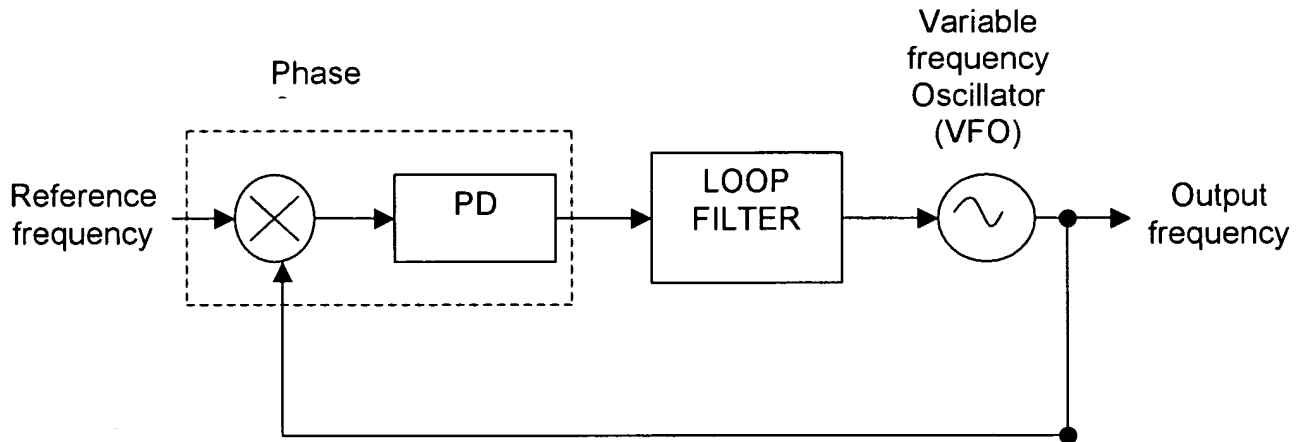 Variable
frequency
Oscillator
(VFO)
Phase
Reference
frequency
PD
LOOP
FILTER
Output
frequency